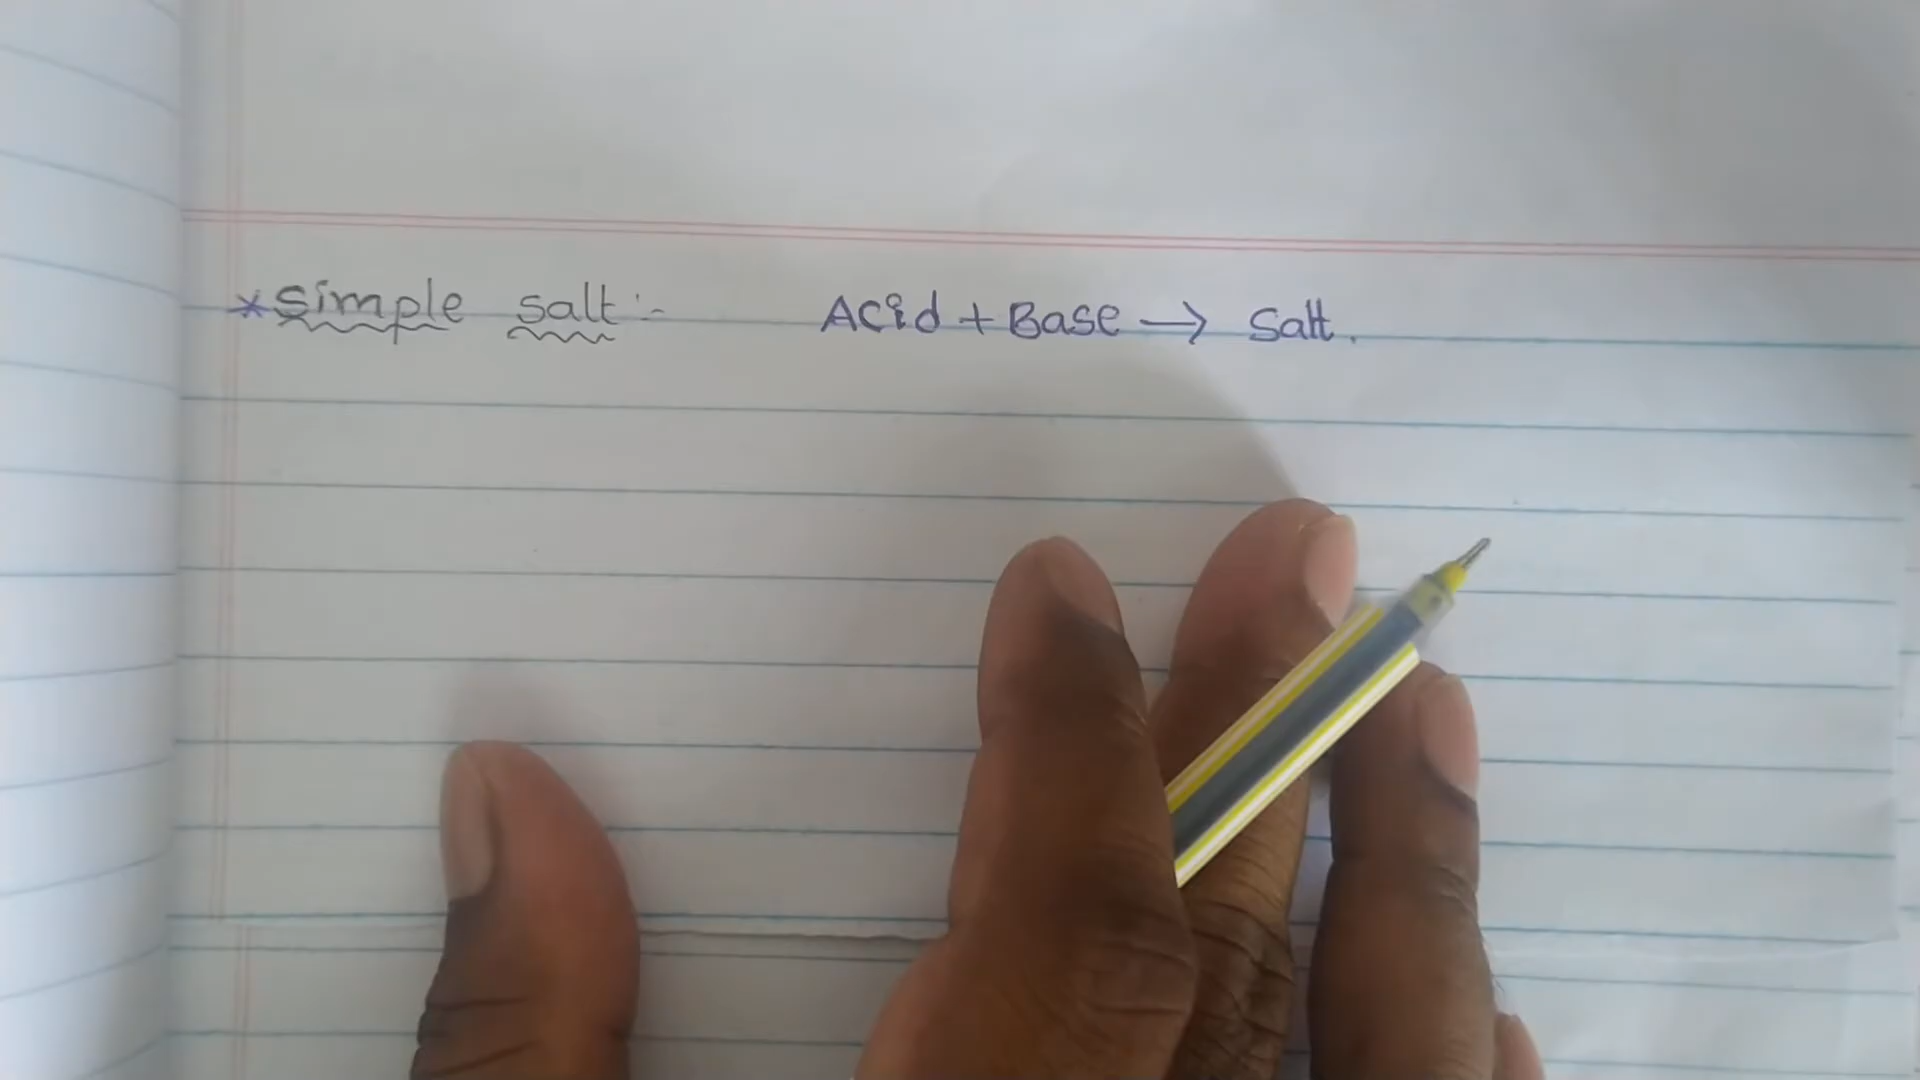 *Simple salt :- Acid + Base → Salt.